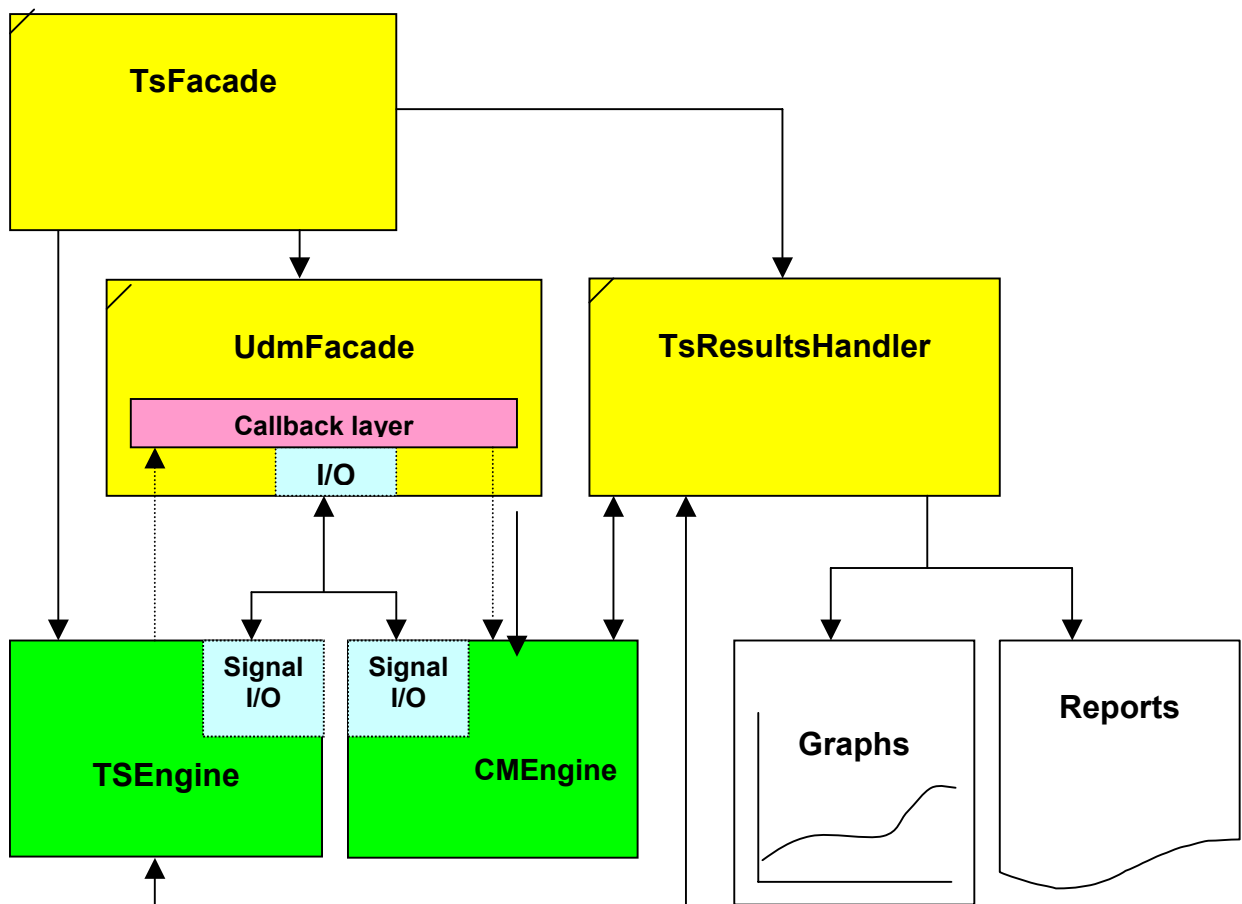 TsFacade
UdmFacade
TsResultsHandler
Callback layer
I/O
Signal
I/O
Signal
I/O
TSEngine
CMEngine
Graphs
Reports